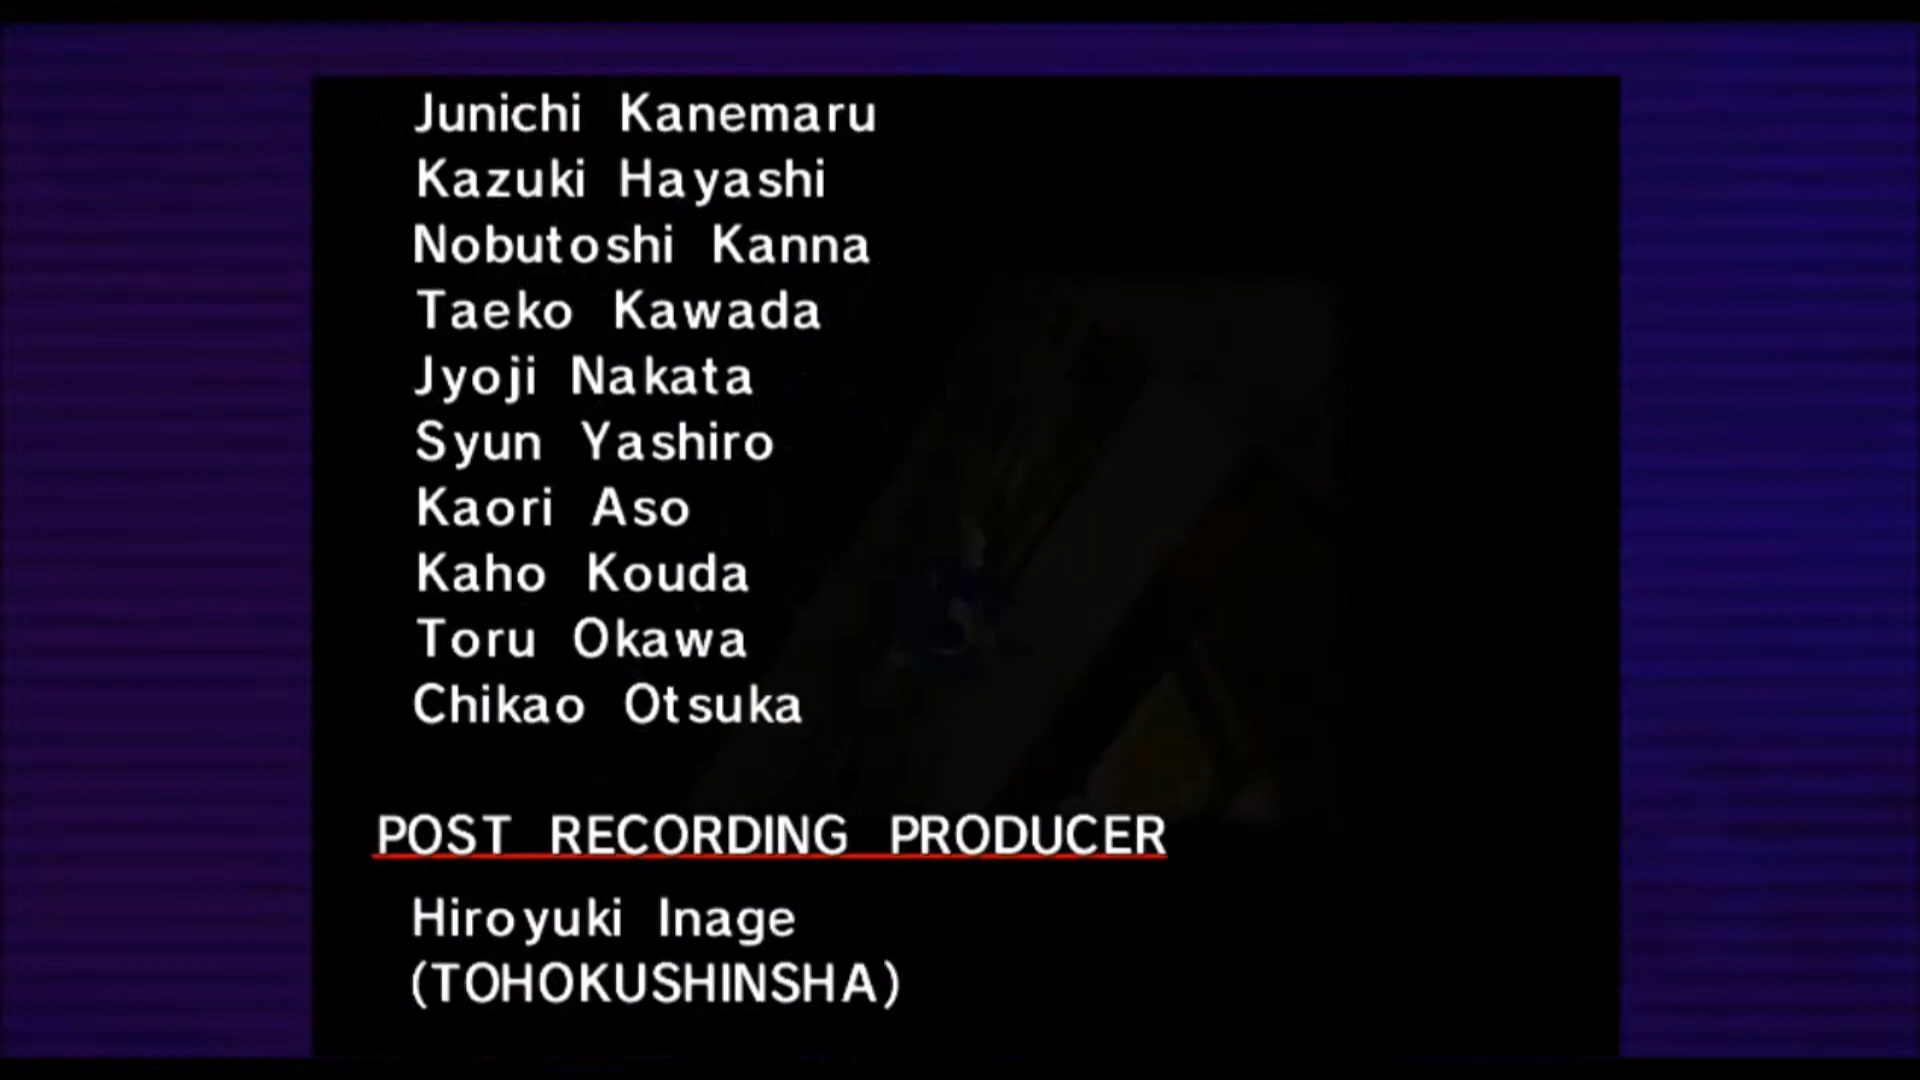 Junichi Kanemaru
Kazuki Hayashi
Nobutoshi Kanna
Taeko Kawada
Jyoji Nakata
Syun Yashiro
Kaori Aso
Kaho Kouda
Toru Okawa
Chikao Otsuka
POST RECORDING PRODUCER
Hiroyuki Inage
(TOHOKUSHINSHA)